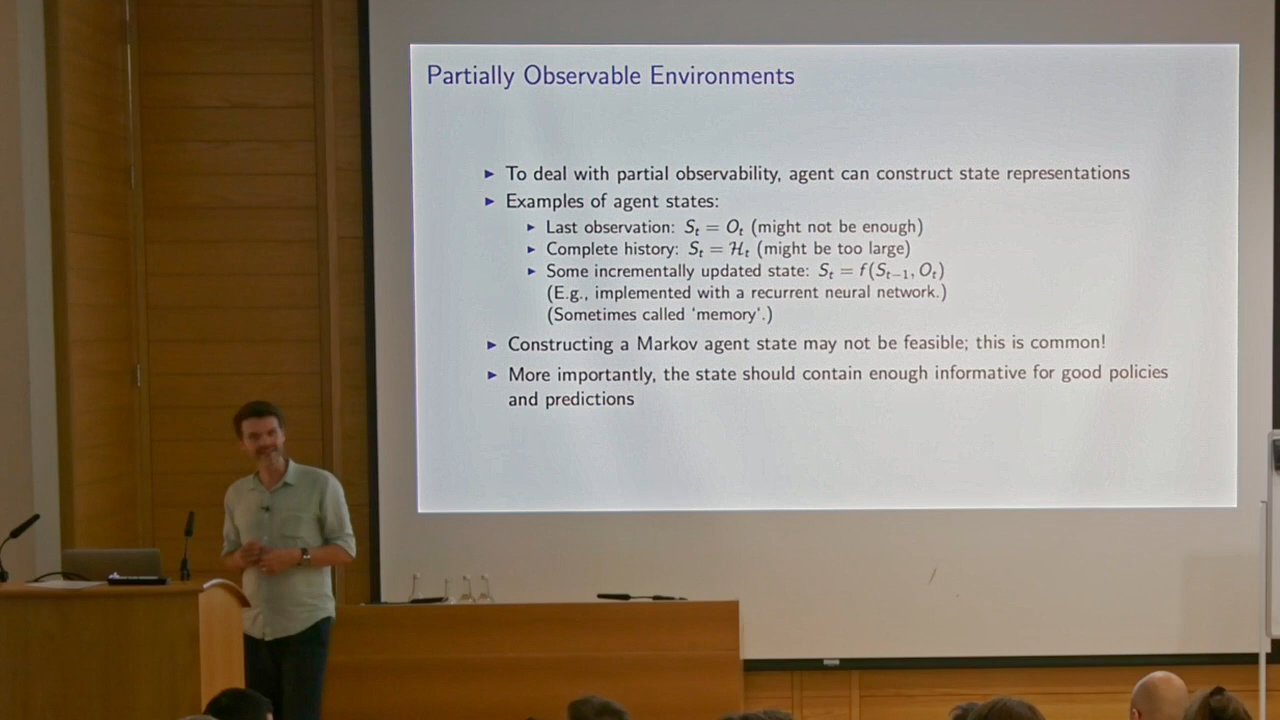 Partially Observable Environments
► To deal with partial observability, agent can construct state representations
► Examples of agent states:
► Last observation: Sₜ = Oₜ (might not be enough)
► Complete history: Sₜ = ℋₜ (might be too large)
► Some incrementally updated state: Sₜ = f(Sₜ₋₁, Oₜ)
(E.g., implemented with a recurrent neural network.)
(Sometimes called ‘memory’.)
► Constructing a Markov agent state may not be feasible; this is common!
► More importantly, the state should contain enough informative for good policies
and predictions